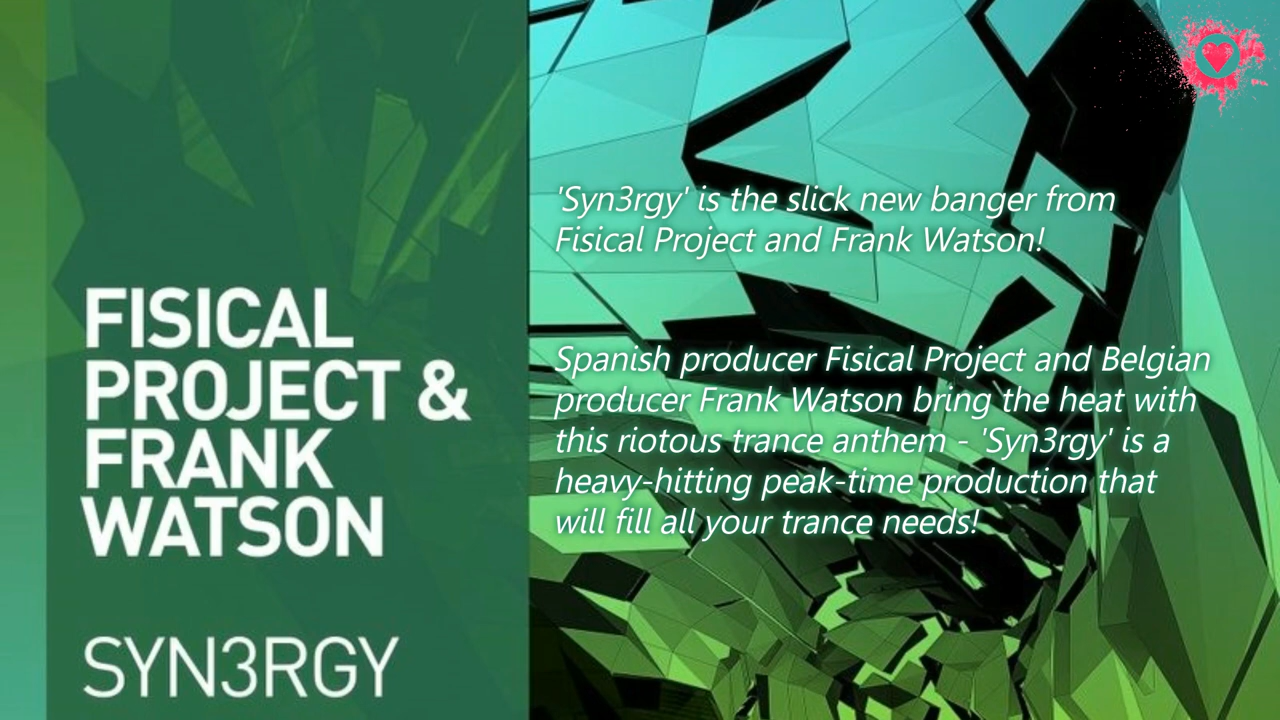 FISICAL
PROJECT &
FRANK
WATSON
SYN3RGY
'Syn3rgy' is the slick new banger from
Fisical Project and Frank Watson!
Spanish producer Fisical Project and Belgian
producer Frank Watson bring the heat with
this riotous trance anthem - 'Syn3rgy' is a
heavy-hitting peak-time production that
will fill all your trance needs!